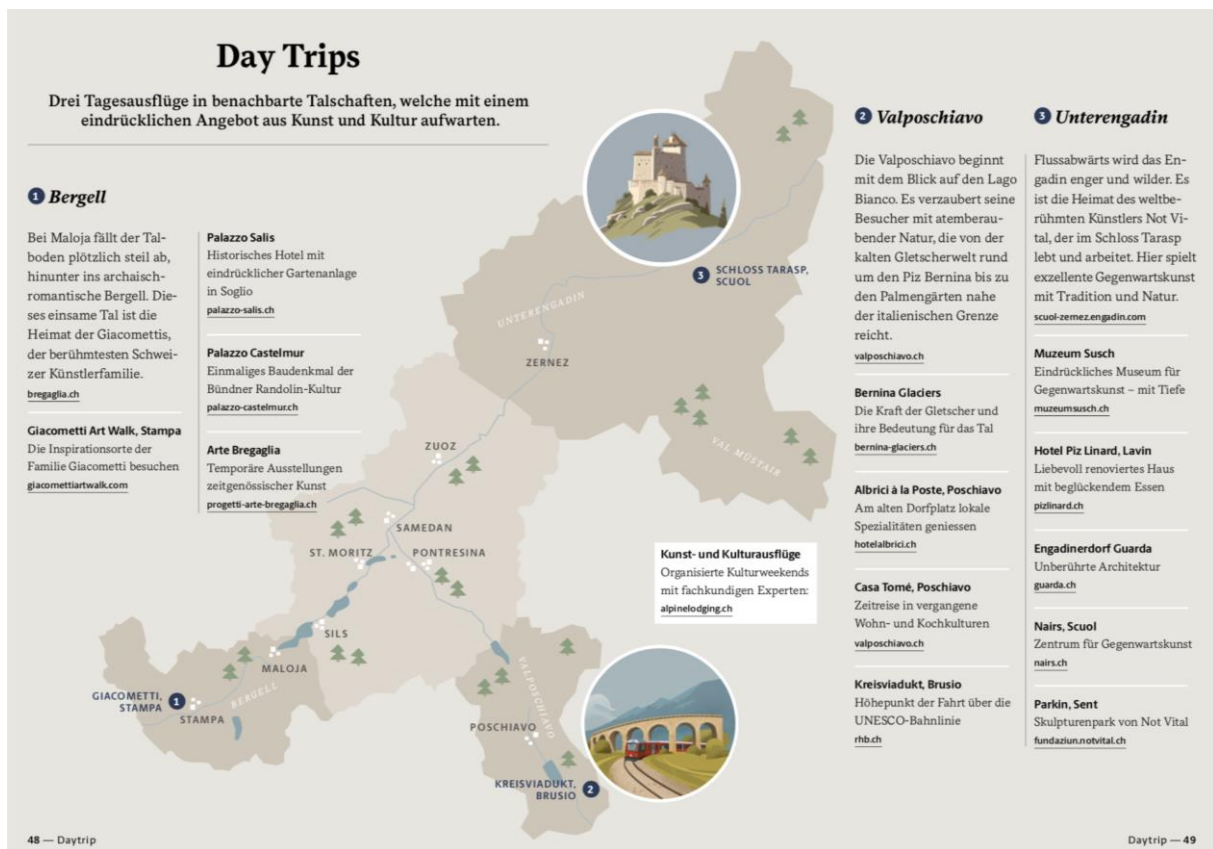 Day Trips
Drei Tagesausflüge in benachbarte Talschaften, welche mit einem
eindrücklichen Angebot aus Kunst und Kultur aufwarten.
1 Bergell
Bei Maloja fällt der Tal-
boden plötzlich steil ab,
hinunter ins archaisch-
romantische Bergell. Die-
ses einsame Tal ist die
Heimat der Giacomettis,
der berühmtesten Schwei-
zer Künstlerfamilie.
bregaglia.ch
Giacometti Art Walk, Stampa
Die Inspirationsorte der
Familie Giacometti besuchen
giacomettiartwalk.com
Palazzo Salis
Historisches Hotel mit
eindrücklicher Gartenanlage
in Soglio
palazzo-salis.ch
Palazzo Castelmur
Einmaliges Baudenkmal der
Bündner Randolin-Kultur
palazzo-castelmur.ch
Arte Bregaglia
Temporäre Ausstellungen
zeitgenössischer Kunst
progetti-arte-bregaglia.ch
3 SCHLOSS TARASP,
SCUOL
UNTERENGADIN
ZERNEZ
VAL MÜSTAIR
ZUOZ
SAMEDAN
ST. MORITZ
PONTRESINA
SILS
MALOJA
BERGELL
GIACOMETTI,
STAMPA 1
STAMPA
VALPOSCHIAVO
POSCHIAVO
KREISVIADUKT,
BRUSIO 2
Kunst- und Kulturausflüge
Organisierte Kulturweekends
mit fachkundigen Experten:
alpinelodging.ch
2 Valposchiavo
Die Valposchiavo beginnt
mit dem Blick auf den Lago
Bianco. Es verzaubert seine
Besucher mit atemberau-
bender Natur, die von der
kalten Gletscherwelt rund
um den Piz Bernina bis zu
den Palmengärten nahe
der italienischen Grenze
reicht.
valposchiavo.ch
Bernina Glaciers
Die Kraft der Gletscher und
ihre Bedeutung für das Tal
bernina-glaciers.ch
Albrici à la Poste, Poschiavo
Am alten Dorfplatz lokale
Spezialitäten geniessen
hotelalbrici.ch
Casa Tomé, Poschiavo
Zeitreise in vergangene
Wohn- und Kochkulturen
valposchiavo.ch
Kreisviadukt, Brusio
Höhepunkt der Fahrt über die
UNESCO-Bahnlinie
rhb.ch
3 Unterengadin
Flussabwärts wird das En-
gadin enger und wilder. Es
ist die Heimat des weltbe-
rühmten Künstlers Not Vi-
tal, der im Schloss Tarasp
lebt und arbeitet. Hier spielt
exzellente Gegenwartskunst
mit Tradition und Natur.
scuol-zernez.engadin.com
Muzeum Susch
Eindrückliches Museum für
Gegenwartskunst – mit Tiefe
muzeumsusch.ch
Hotel Piz Linard, Lavin
Liebevoll renoviertes Haus
mit beglückendem Essen
pizlinard.ch
Engadinerdorf Guarda
Unberührte Architektur
guarda.ch
Nairs, Scuol
Zentrum für Gegenwartskunst
nairs.ch
Parkin, Sent
Skulpturenpark von Not Vital
fundaziun.notvital.ch
48 — Daytrip
Daytrip — 49